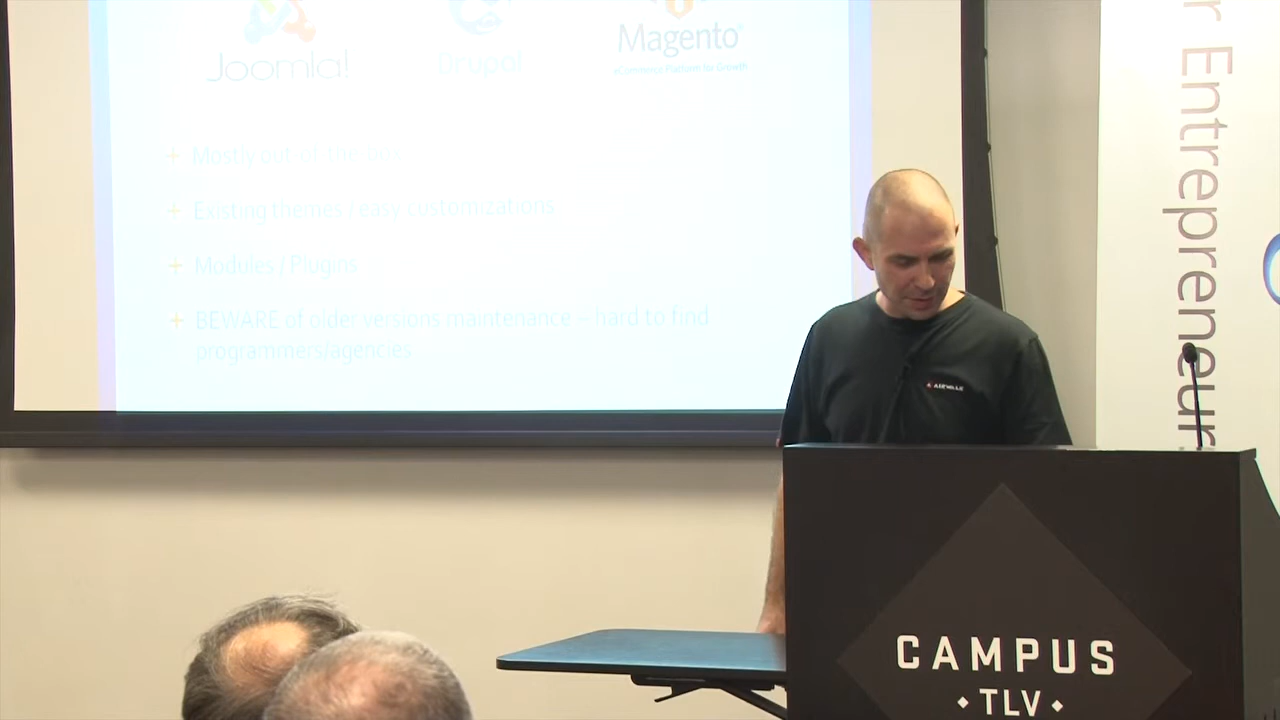 Joomla!
Drupal
Magento
eCommerce Platform for Growth
+ Mostly out-of-the-box
+ Existing themes / easy customizations
+ Modules / Plugins
+ BEWARE of older versions maintenance – hard to find
programmers/agencies
Entrepreneurs
CAMPUS
TLV